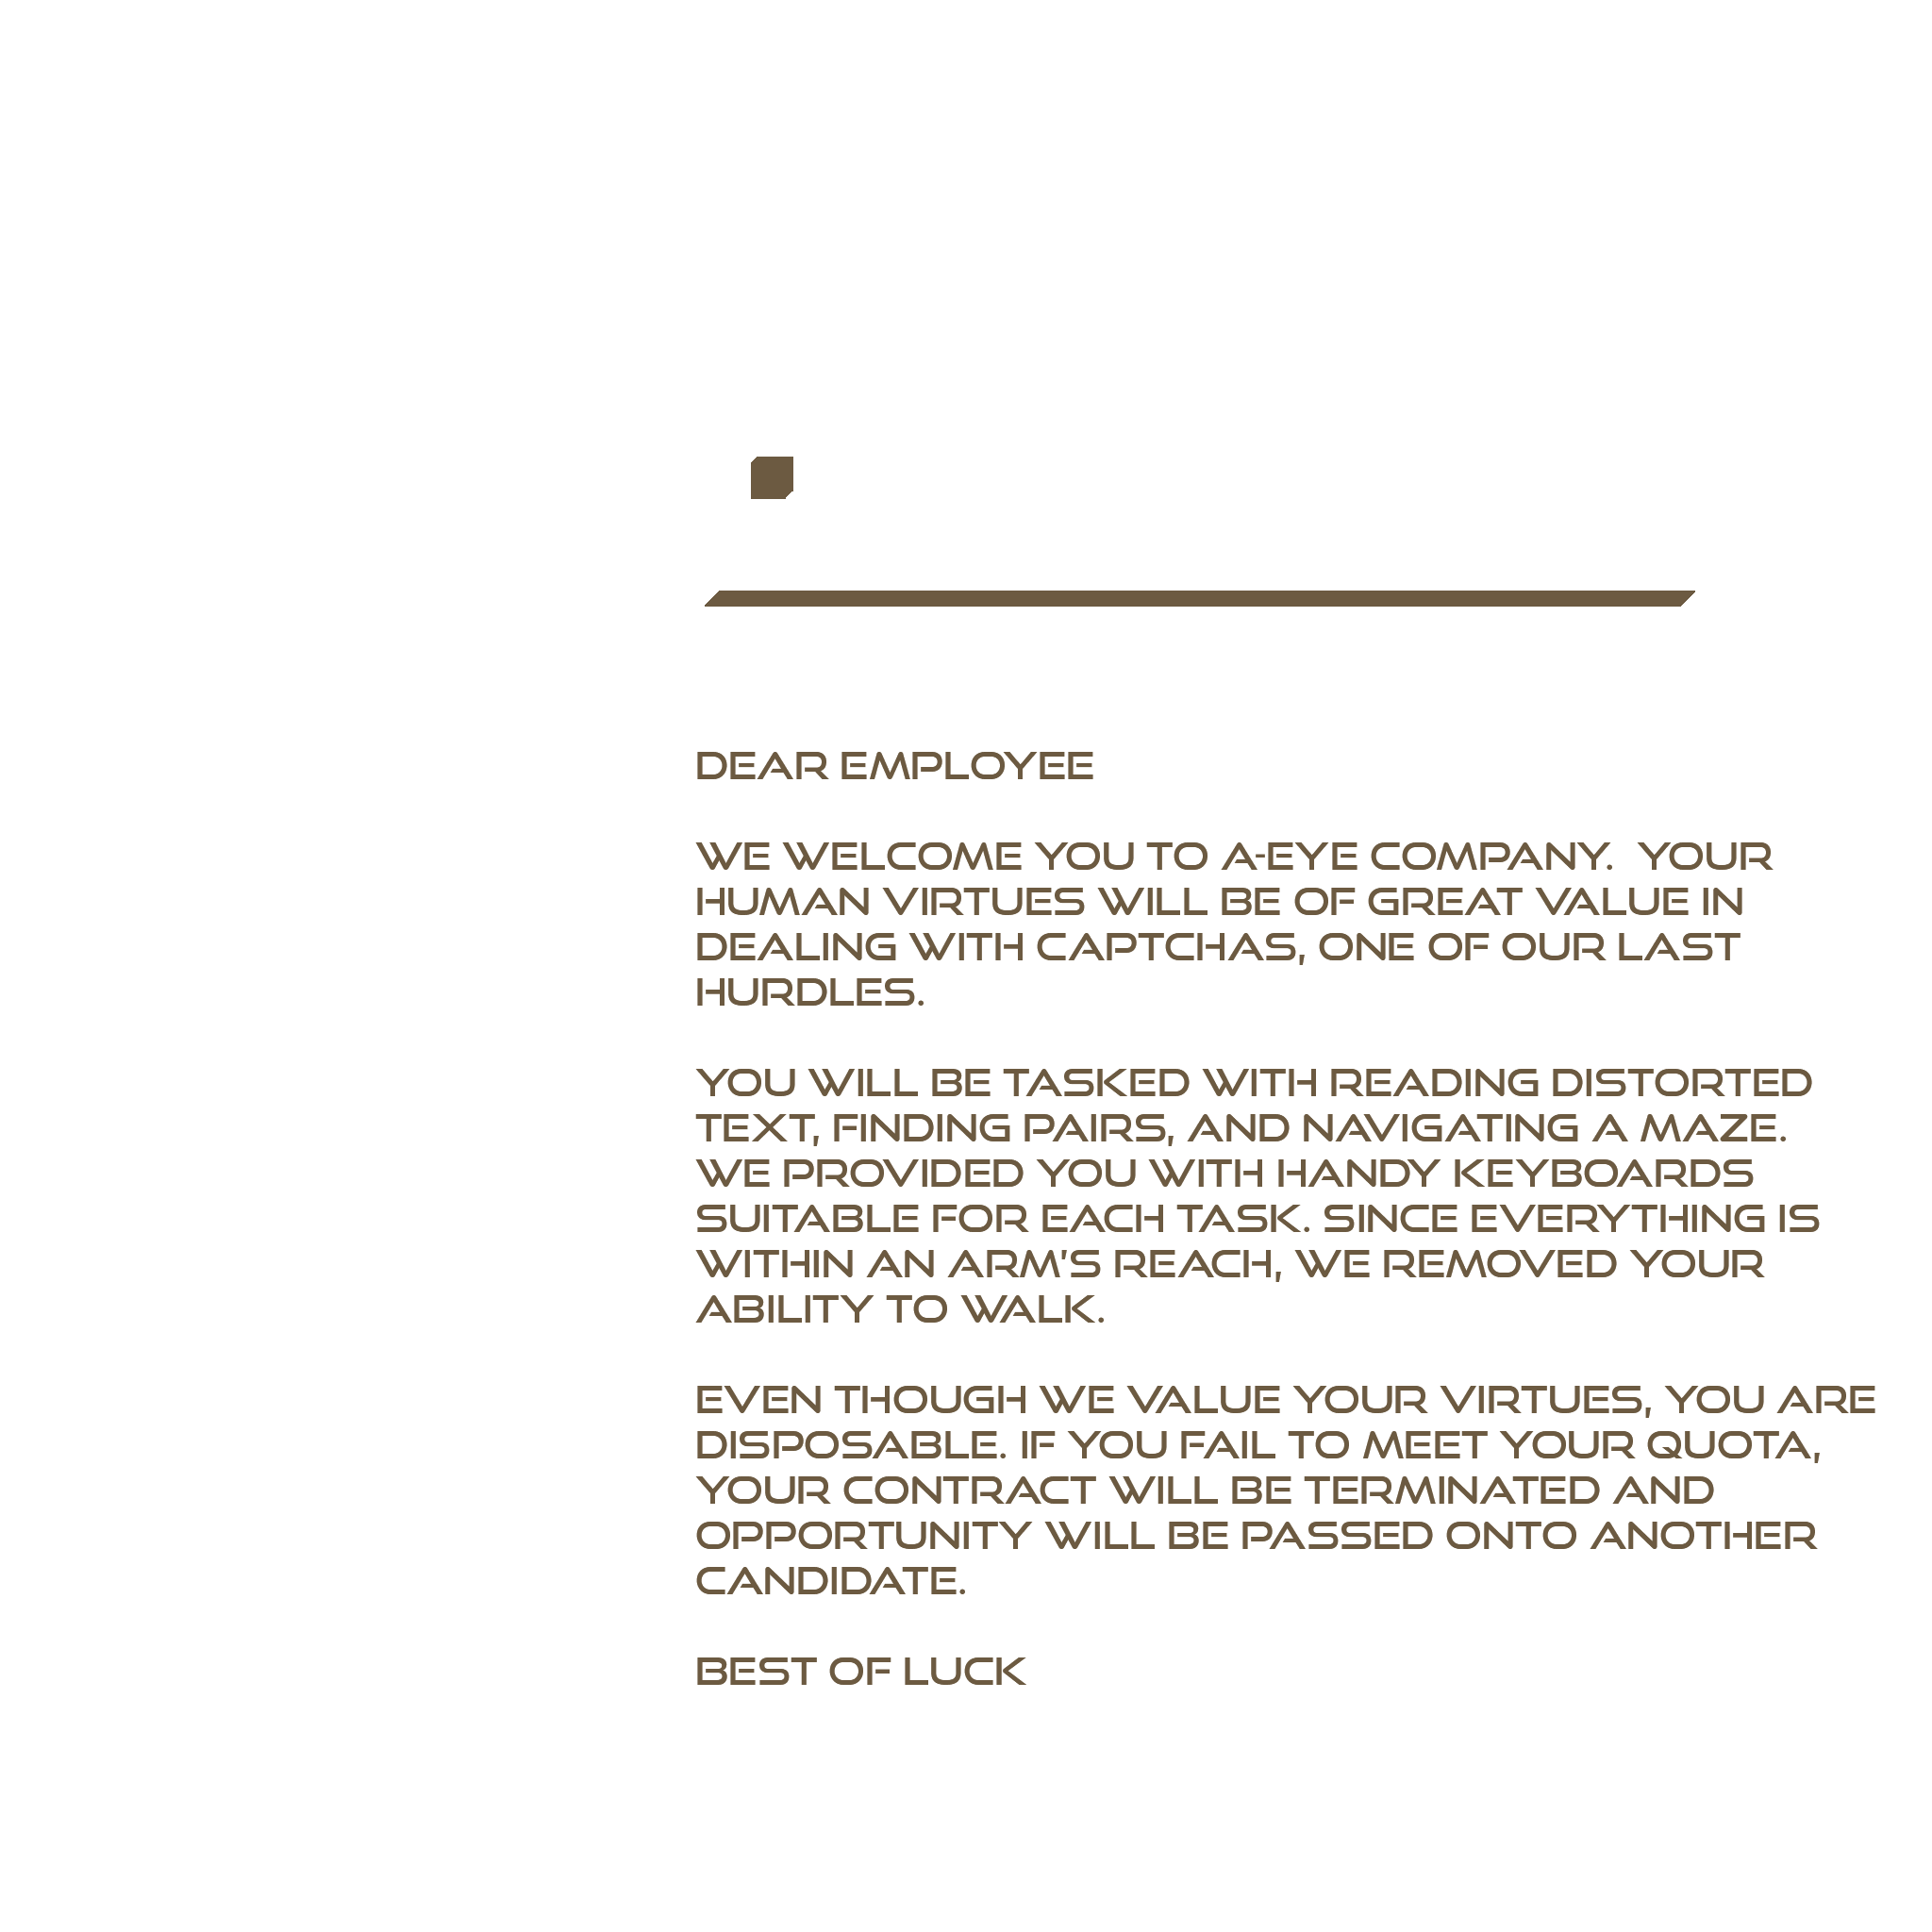 DEAR EMPLOYEE
WE WELCOME YOU TO A-EYE COMPANY.  YOUR
HUMAN VIRTUES WILL BE OF GREAT VALUE IN
DEALING WITH CAPTCHAS, ONE OF OUR LAST
HURDLES.
YOU WILL BE TASKED WITH READING DISTORTED
TEXT, FINDING PAIRS, AND NAVIGATING A MAZE.
WE PROVIDED YOU WITH HANDY KEYBOARDS
SUITABLE FOR EACH TASK. SINCE EVERYTHING IS
WITHIN AN ARM'S REACH, WE REMOVED YOUR
ABILITY TO WALK.
EVEN THOUGH WE VALUE YOUR VIRTUES, YOU ARE
DISPOSABLE. IF YOU FAIL TO MEET YOUR QUOTA,
YOUR CONTRACT WILL BE TERMINATED AND
OPPORTUNITY WILL BE PASSED ONTO ANOTHER
CANDIDATE.
BEST OF LUCK